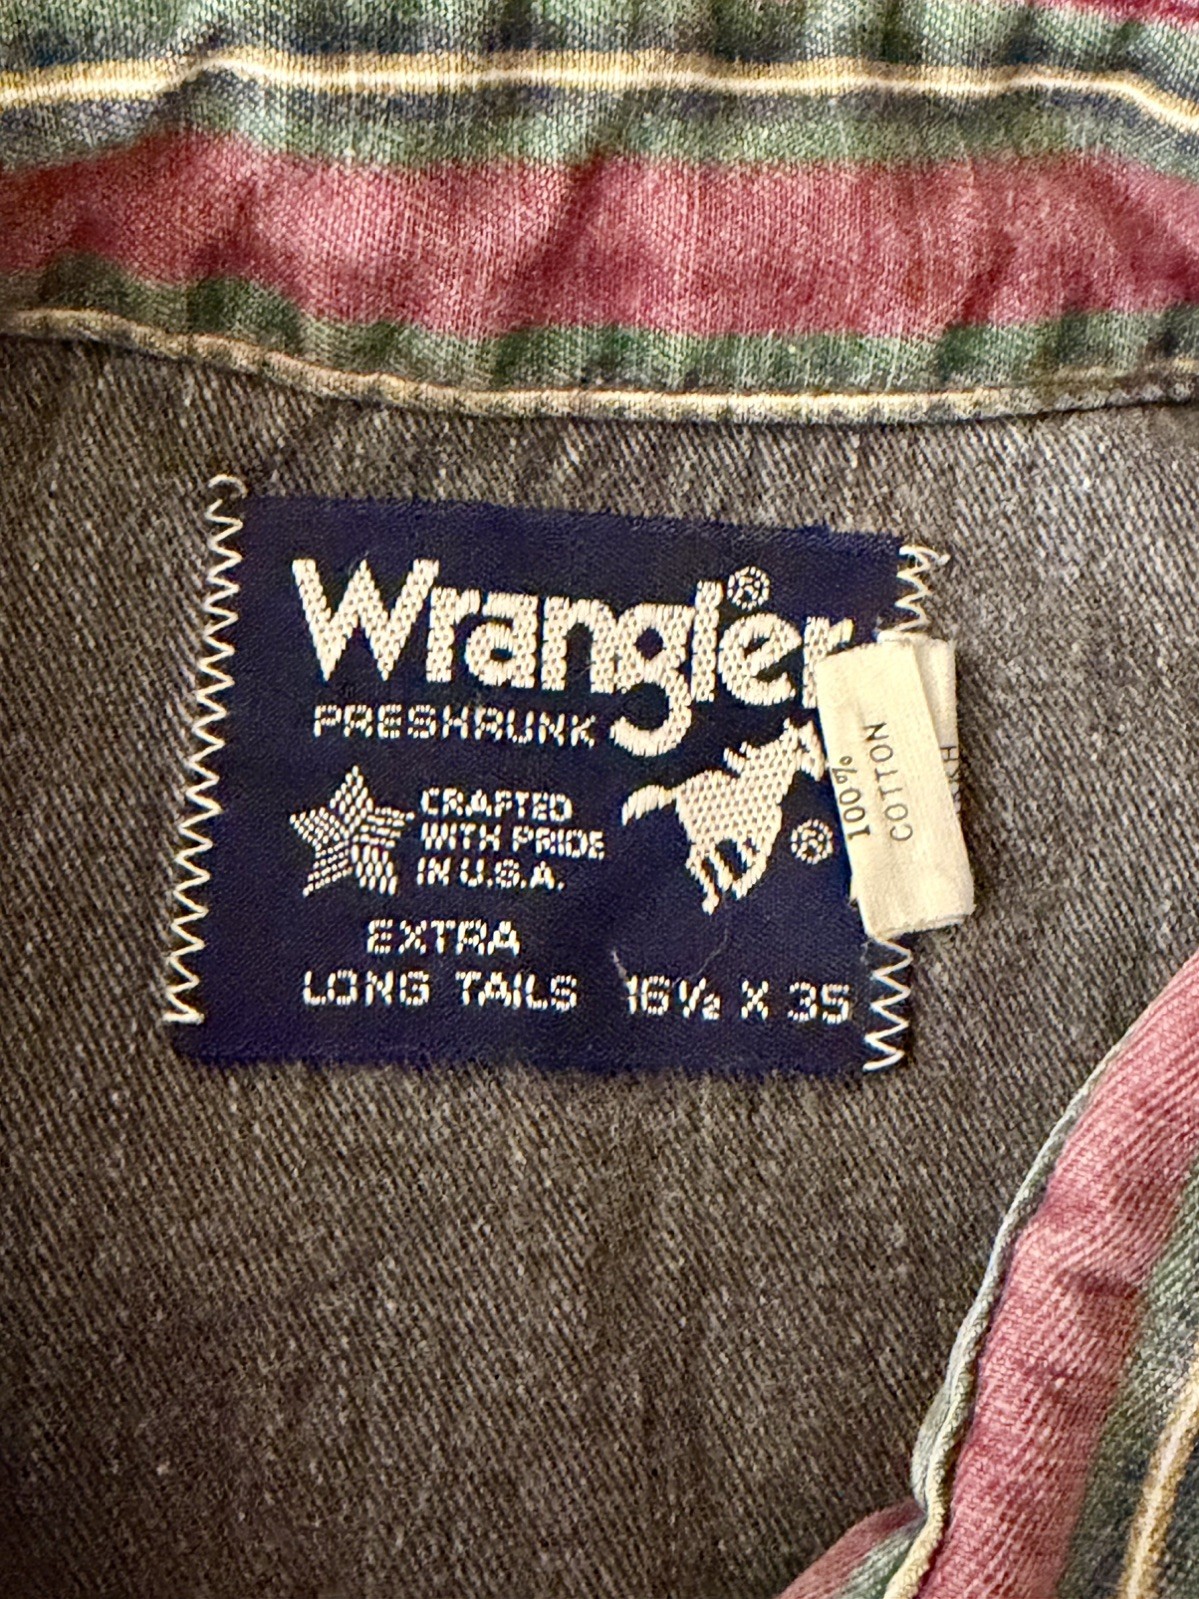 Wrangler®
PRESHRUNK
CRAFTED
WITH PRIDE
IN U.S.A.
®
EXTRA
LONG TAILS 16½ X 35
100%
COTTON